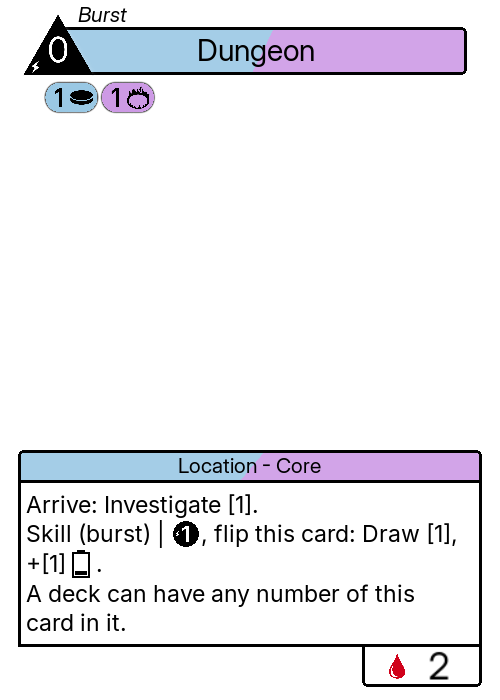 Burst
0 Dungeon
1 1
Location - Core
Arrive: Investigate [1].
Skill (burst) | 1, flip this card: Draw [1],
+[1] .
A deck can have any number of this
card in it.
2